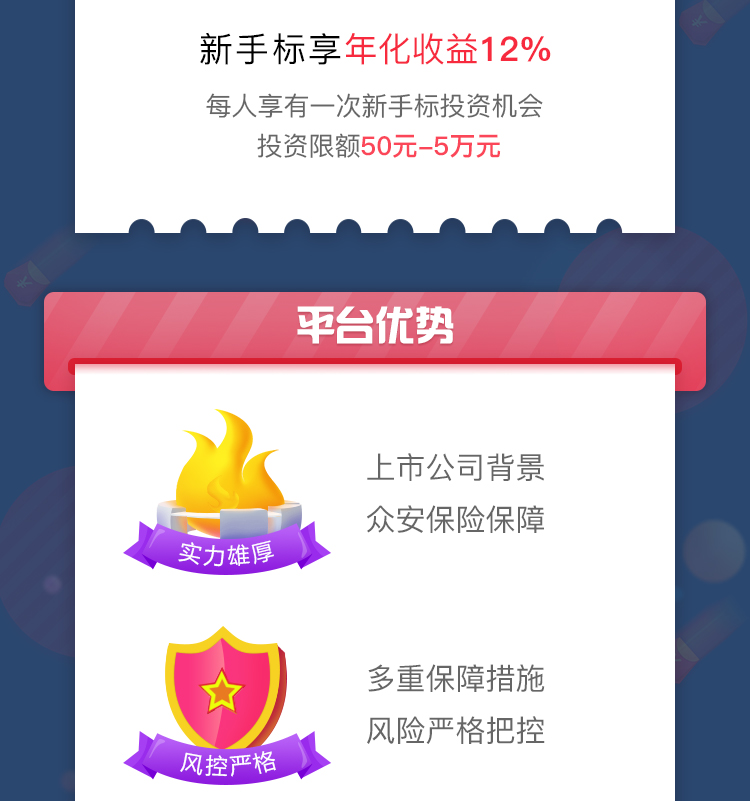 新手标享年化收益12%
每人享有一次新手标投资机会
投资限额50元-5万元
平台优势
上市公司背景
众安保险保障
实力雄厚
多重保障措施
风险严格把控
风控严格